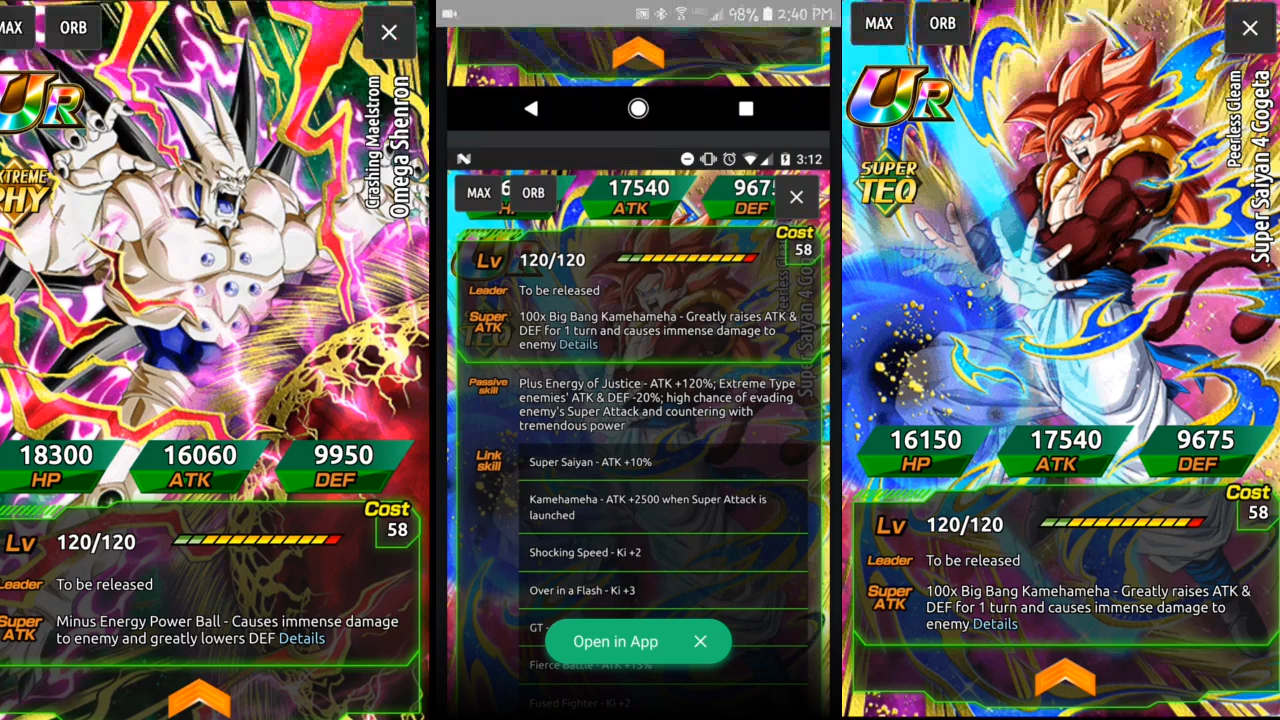 MAX
ORB
UR
EXTREME
PHY
Crashing Maelstrom
Omega Shenron
18300
HP
16060
ATK
9950
DEF
Cost
58
Lv
120/120
Leader
To be released
Super
ATK
Minus Energy Power Ball - Causes immense damage
to enemy and greatly lowers DEF Details
98%
2:40 PM
3:12
MAX
ORB
17540
ATK
DEF
Cost
58
Lv
120/120
Leader
To be released
Super
ATK
100x Big Bang Kamehameha - Greatly raises ATK &
DEF for 1 turn and causes immense damage to
enemy Details
Passive
skill
Plus Energy of Justice - ATK +120%; Extreme Type
enemies' ATK & DEF -20%; high chance of evading
enemy's Super Attack and countering with
tremendous power
Link
skill
Super Saiyan - ATK +10%
Kamehameha - ATK +2500 when Super Attack is
launched
Shocking Speed - Ki +2
Over in a Flash - Ki +3
GT -
Open in App
Fierce Battle - ATK +15%
Fused Fighter - Ki +2
MAX
ORB
UR
SUPER
TEQ
Peerless Gleam
Super Saiyan 4 Gogeta
16150
HP
17540
ATK
9675
DEF
Cost
58
Lv
120/120
Leader
To be released
Super
ATK
100x Big Bang Kamehameha - Greatly raises ATK &
DEF for 1 turn and causes immense damage to
enemy Details